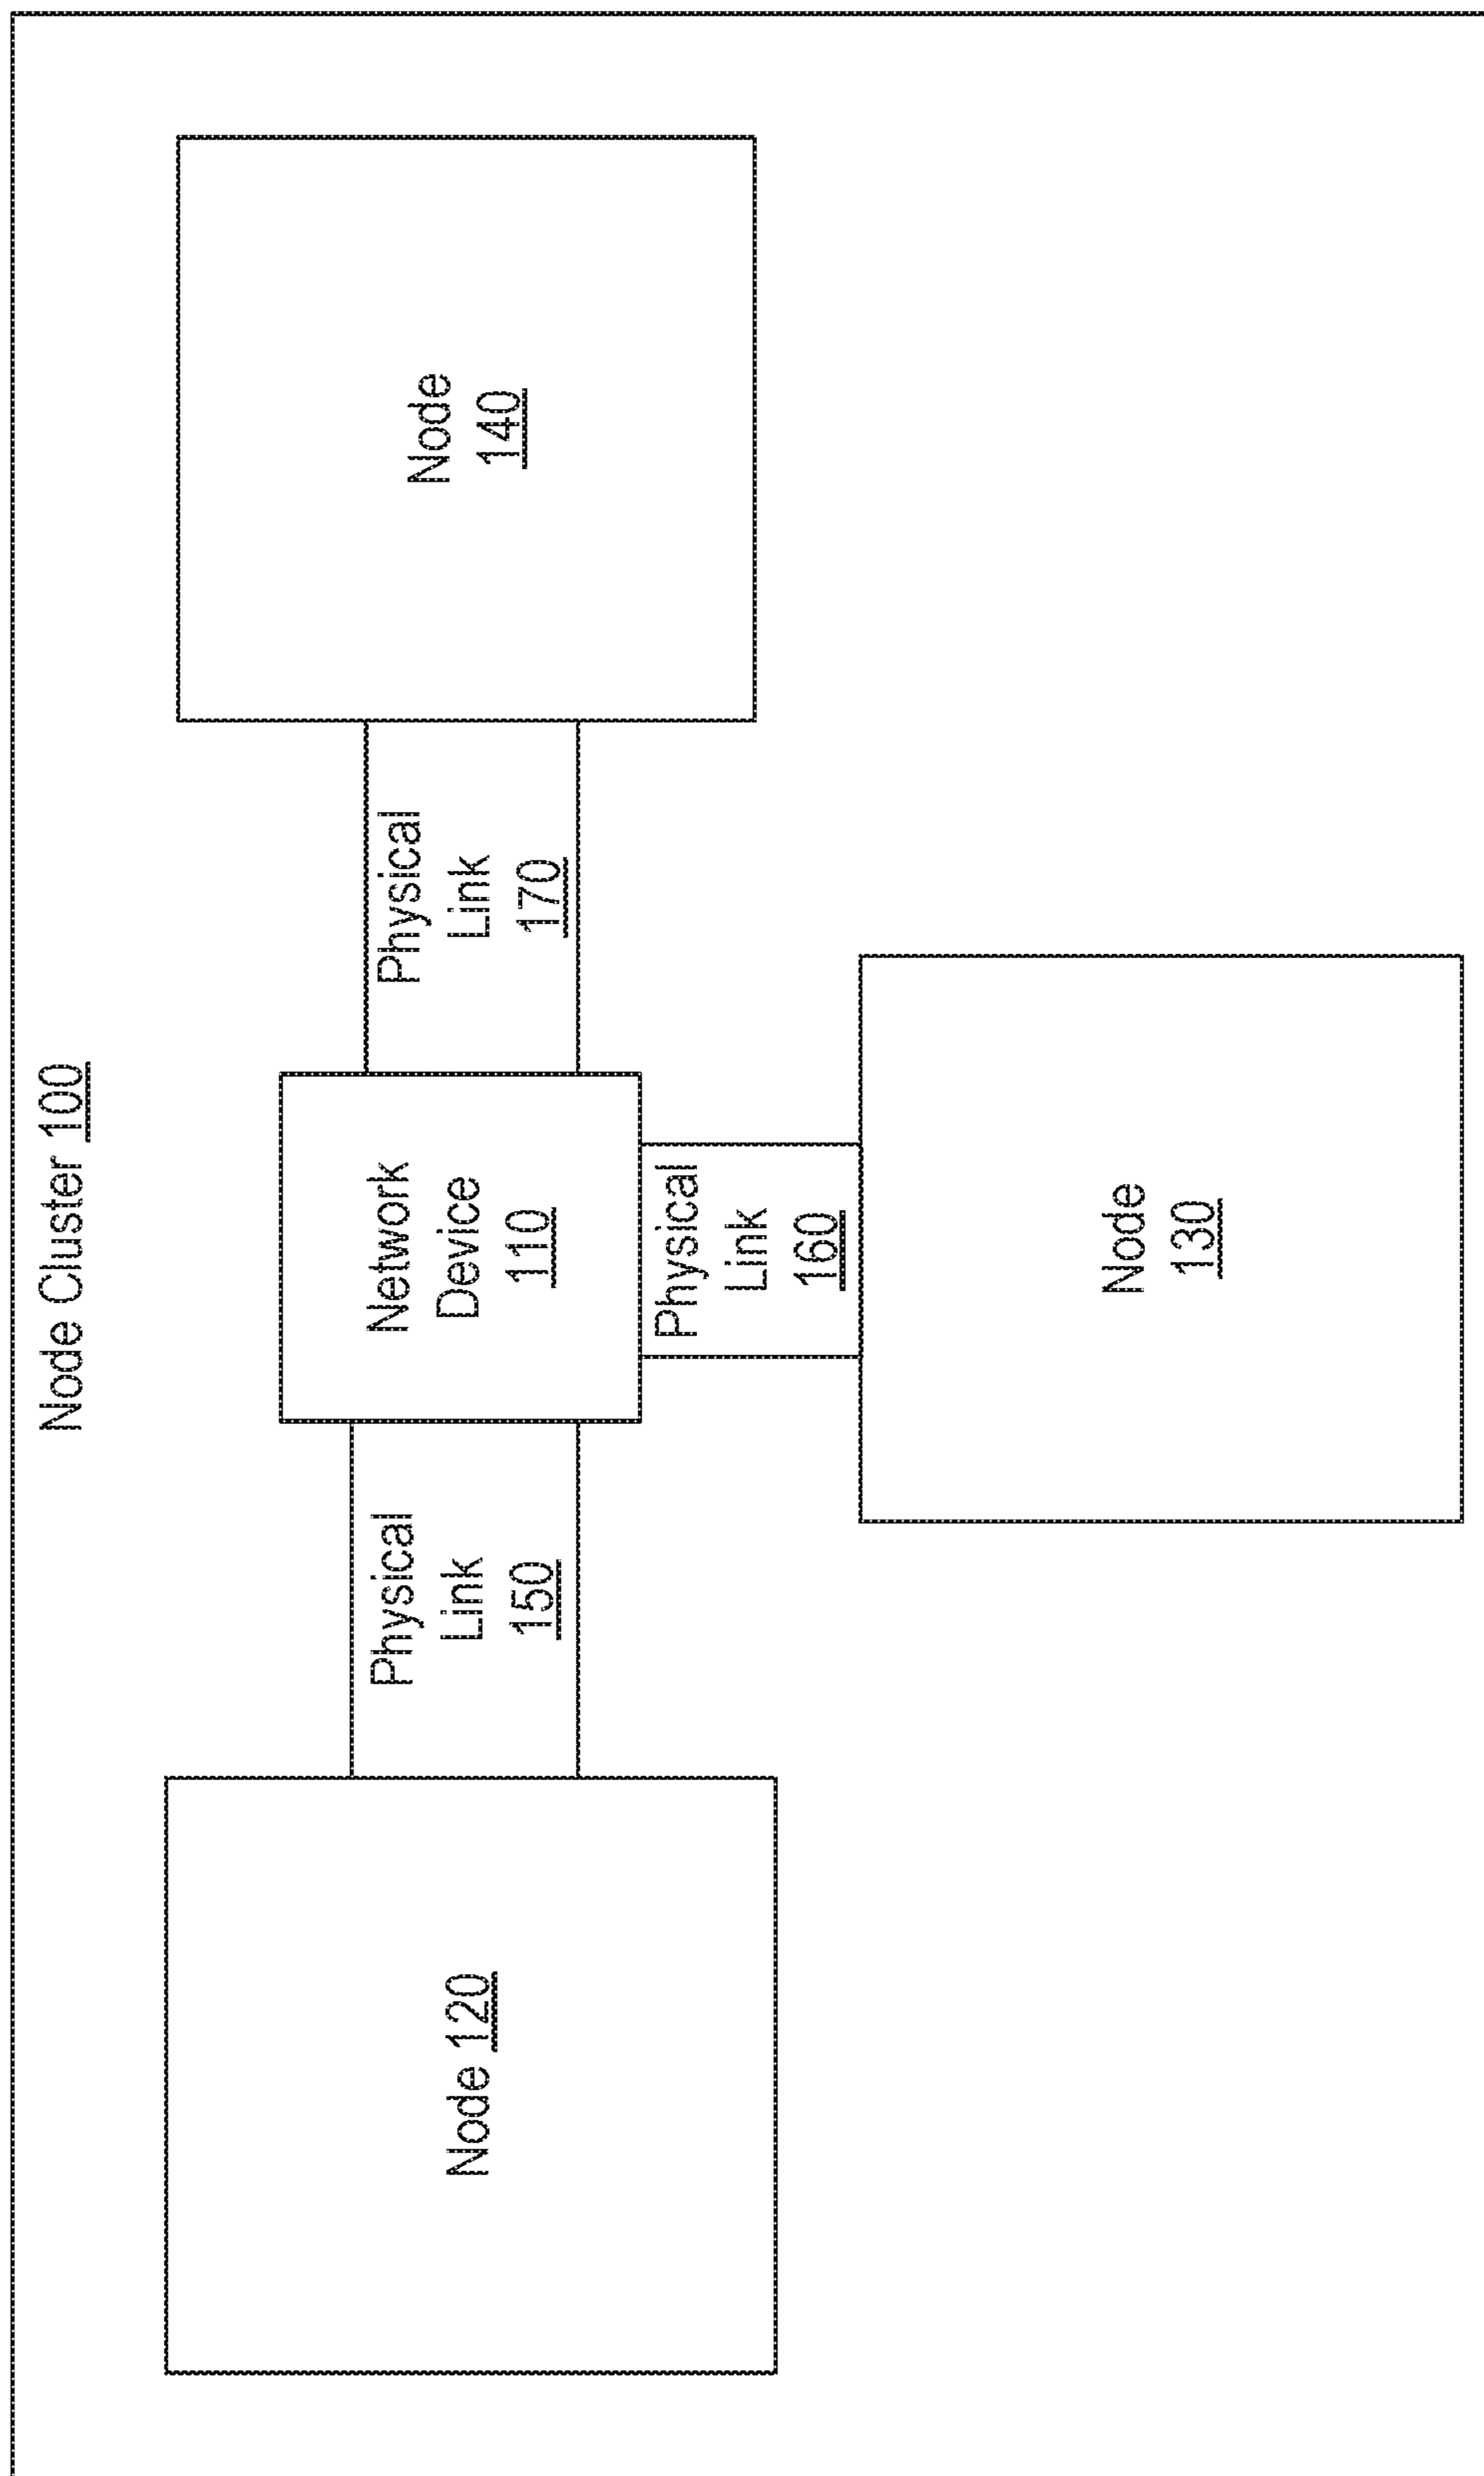 Node Cluster 100
Node 120
Physical
Link
150
Network
Device
110
Physical
Link
170
Node
140
Physical
Link
160
Node
130